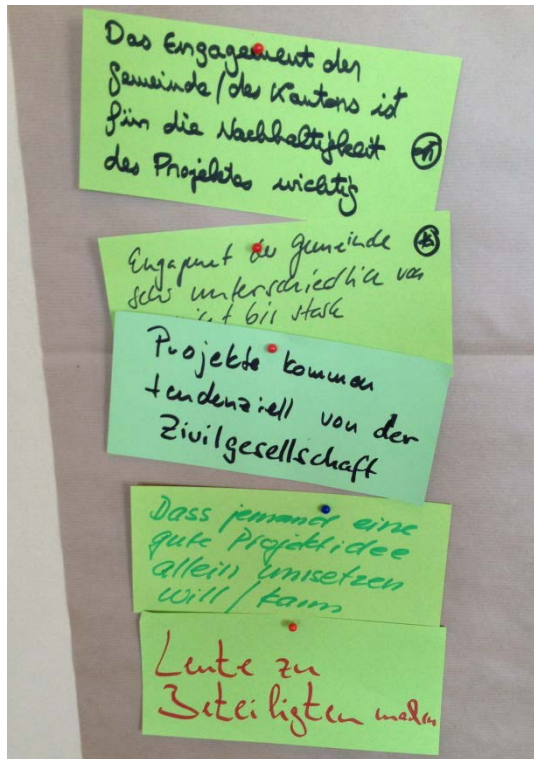 Das Engagement der
Gemeinde/des Kantons ist
für die Nachhaltigkeit
des Projektes wichtig
der Gemeinde
sehr unterschiedlich von
bis stark
Projekte kommen
tendenziell von der
Zivilgesellschaft
Dass jemand eine
gute Projektidee
allein umsetzen
will/kann
Leute zu
Beteiligten machen